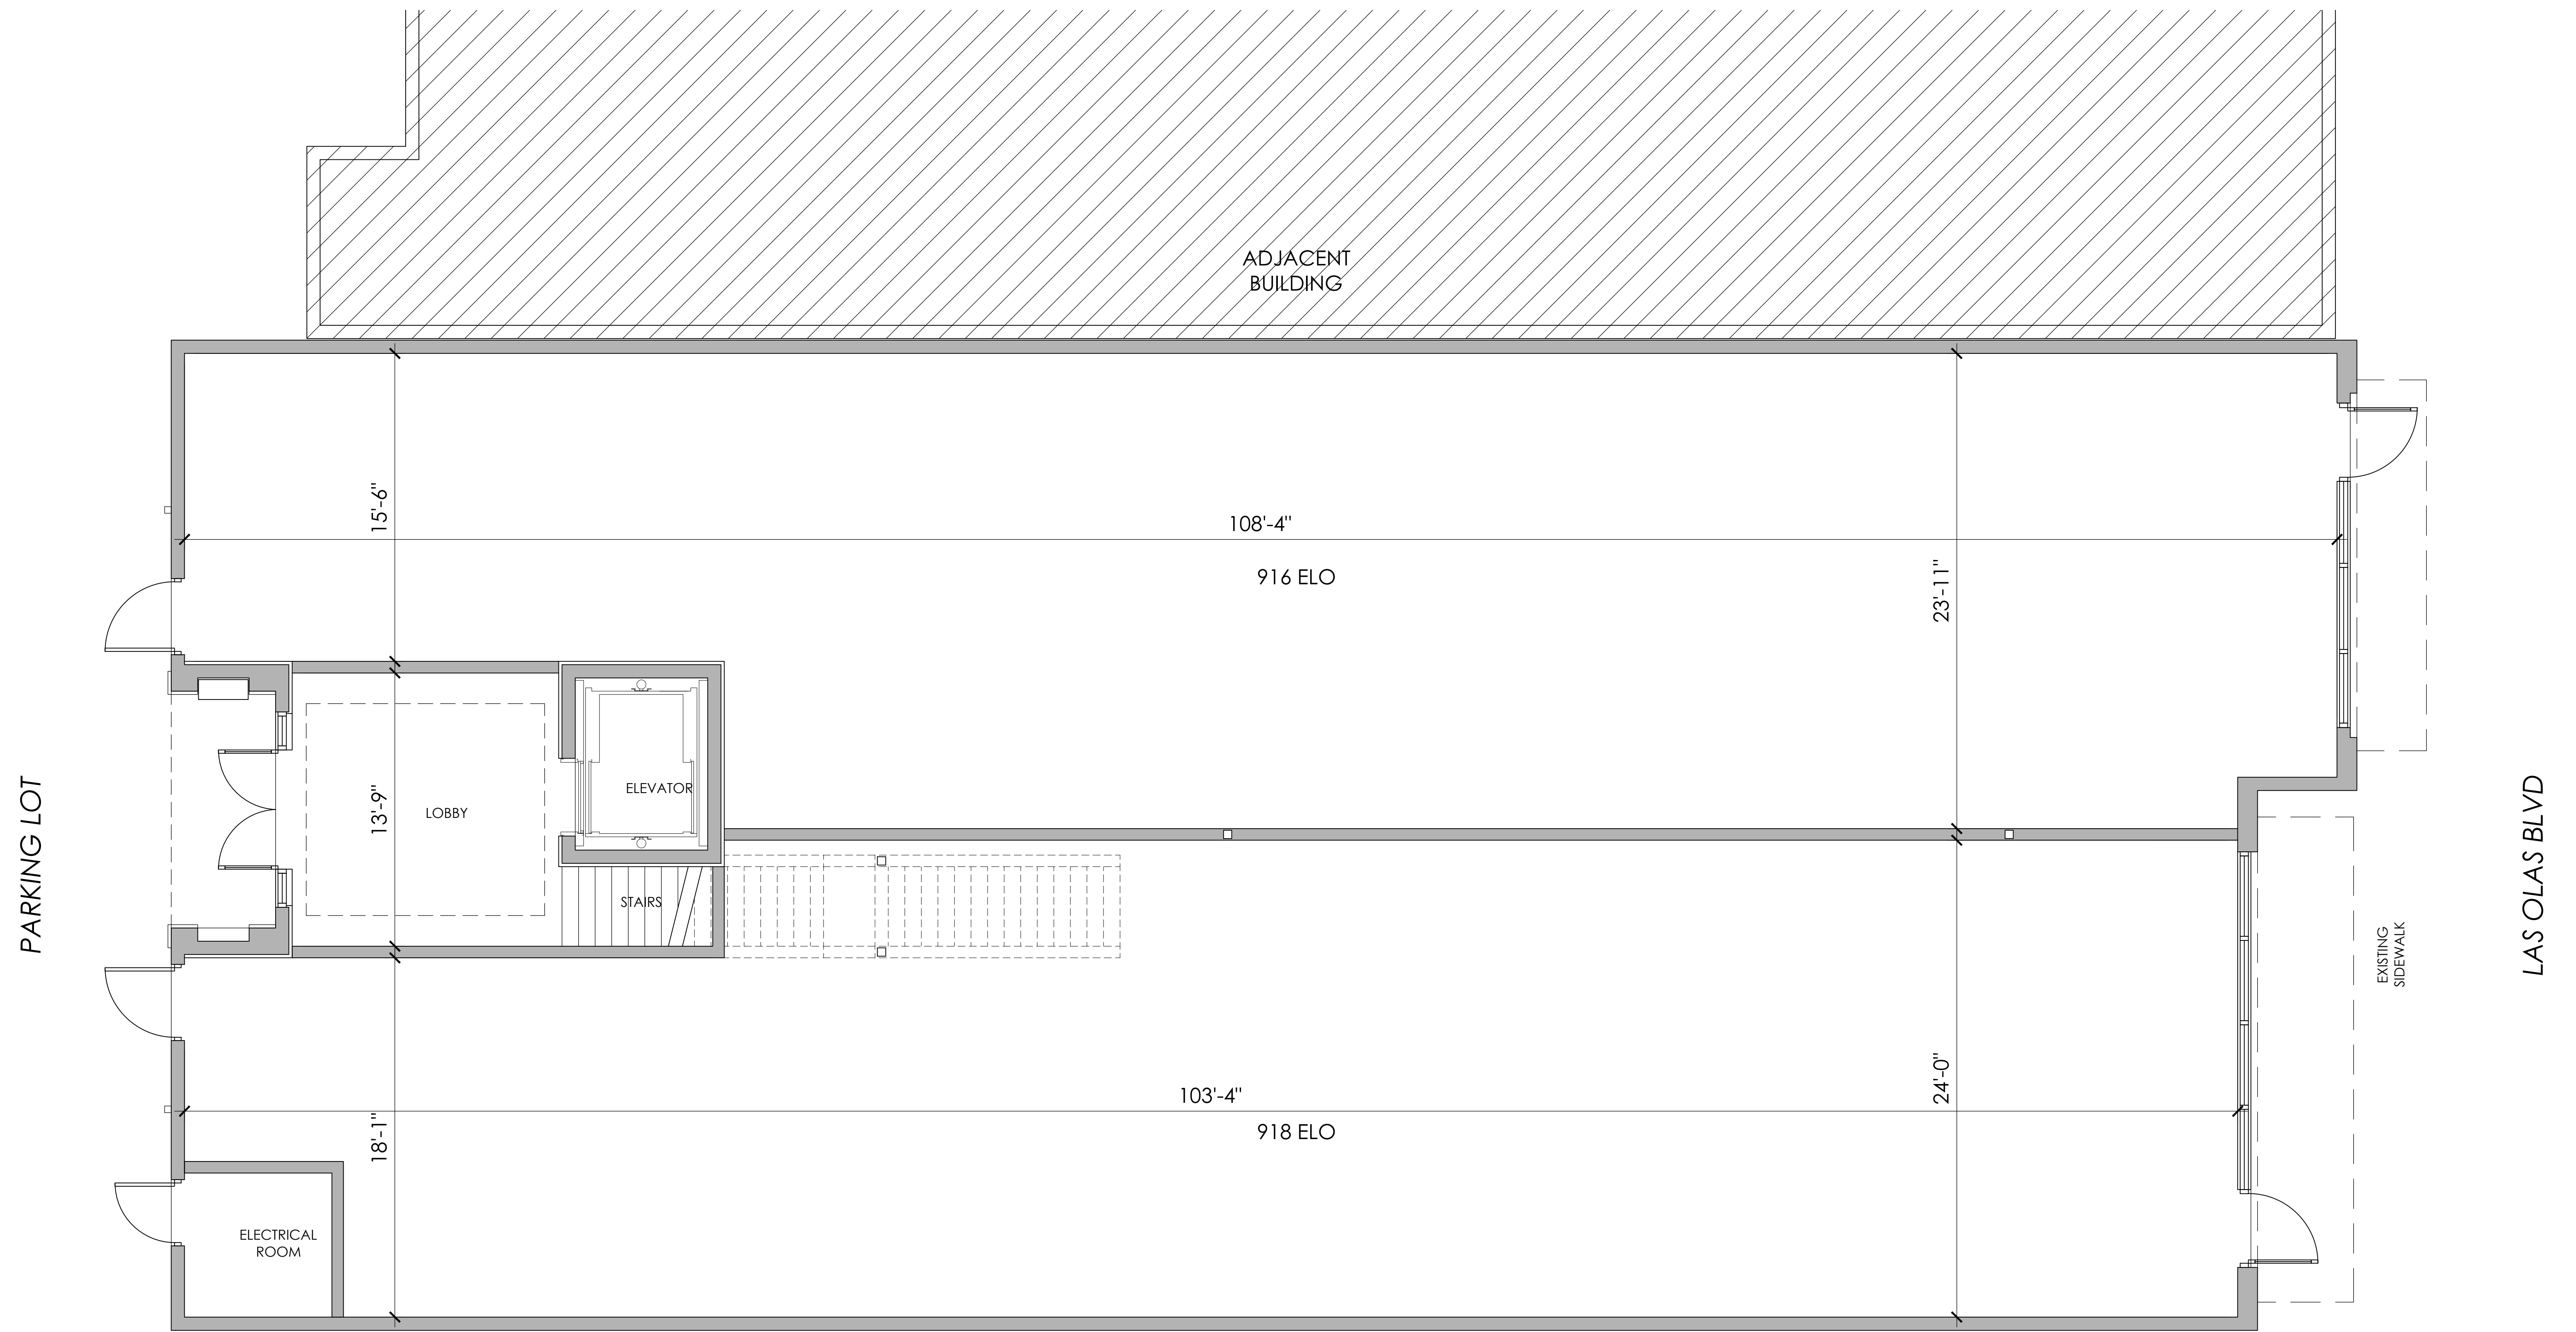 ADJACENT
BUILDING
15'-6"
108'-4"
916 ELO
23'-11"
PARKING LOT
13'-9"
LOBBY
ELEVATOR
STAIRS
LAS OLAS BLVD
EXISTING
SIDEWALK
18'-1"
103'-4"
918 ELO
24'-0"
ELECTRICAL
ROOM